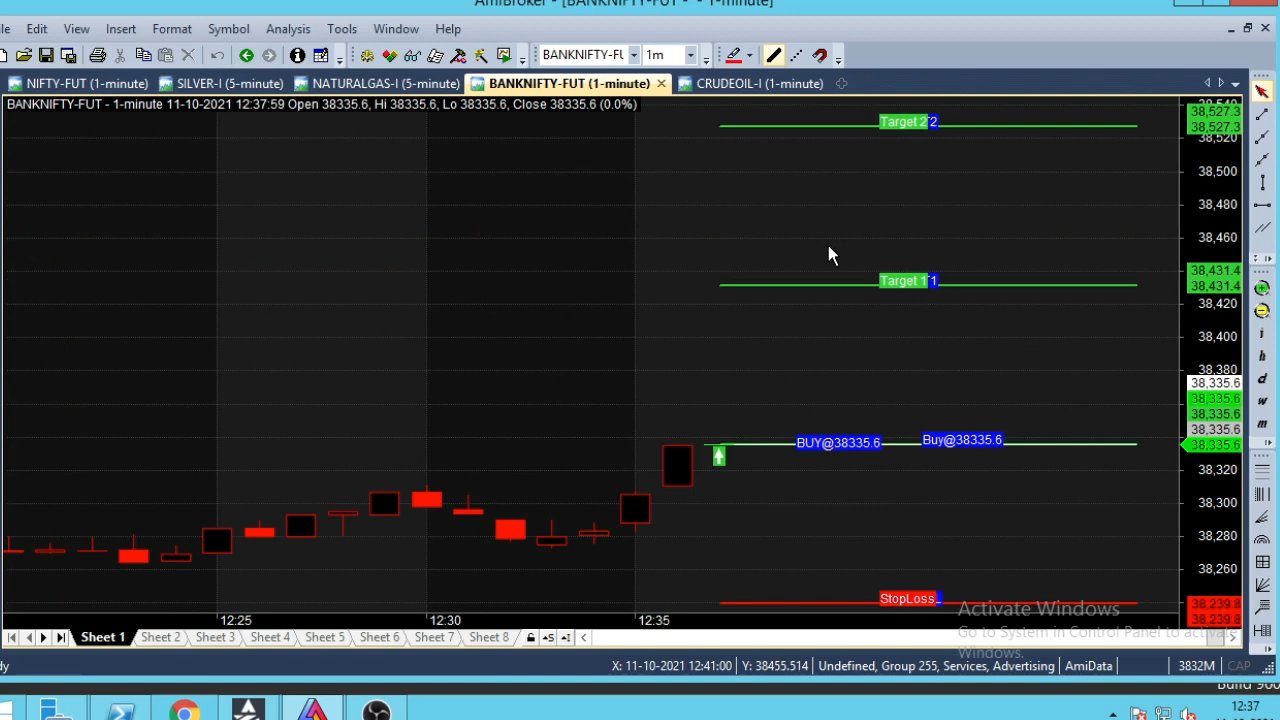 AmiBroker - [BANKNIFTY-FUT - - 1-minute]
Edit View Insert Format Symbol Analysis Tools Window Help
BANKNIFTY-FU 1m
NIFTY-FUT (1-minute) SILVER-I (5-minute) NATURALGAS-I (5-minute) BANKNIFTY-FUT (1-minute) CRUDEOIL-I (1-minute)
BANKNIFTY-FUT - 1-minute 11-10-2021 12:37:59 Open 38335.6, Hi 38335.6, Lo 38335.6, Close 38335.6 (0.0%)
38,540
38,527.3
38,527.3
Target 2 T2
38,520
38,500
38,480
38,460
38,431.4
38,431.4
Target 1 T1
38,420
38,400
38,380
38,335.6
38,335.6
38,335.6
38,335.6
38,335.6
BUY@38335.6 Buy@38335.6
38,320
38,300
38,280
38,260
StopLoss
38,239.8
38,239.8
12:25 12:30 12:35
i
h
d
w
m
Activate Windows
Go to System in Control Panel to activate
Windows.
Sheet 1 Sheet 2 Sheet 3 Sheet 4 Sheet 5 Sheet 6 Sheet 7 Sheet 8
X: 11-10-2021 12:41:00 Y: 38455.514 Undefined, Group 255, Services, Advertising AmiData 3832M CAP
12:37